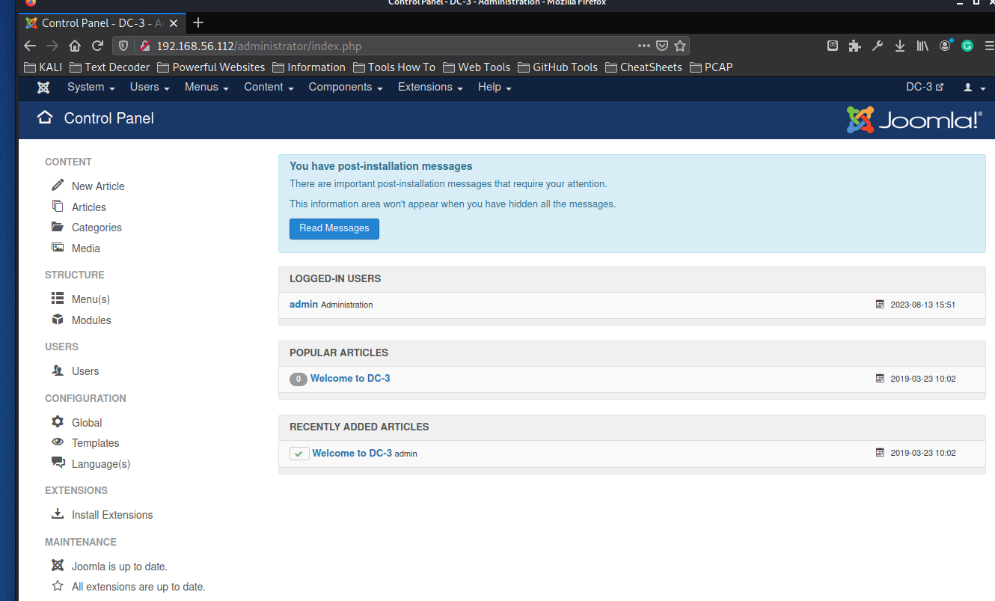 Control Panel - DC-3 - Administration - Mozilla Firefox
Control Panel - DC-3 - A
192.168.56.112/administrator/index.php
KALI Text Decoder Powerful Websites Information Tools How To Web Tools GitHub Tools CheatSheets PCAP
System Users Menus Content Components Extensions Help DC-3
Control Panel Joomla!®
CONTENT
New Article
Articles
Categories
Media
STRUCTURE
Menu(s)
Modules
USERS
Users
CONFIGURATION
Global
Templates
Language(s)
EXTENSIONS
Install Extensions
MAINTENANCE
Joomla is up to date.
All extensions are up to date.
You have post-installation messages
There are important post-installation messages that require your attention.
This information area won't appear when you have hidden all the messages.
Read Messages
LOGGED-IN USERS
admin Administration 2023-08-13 15:51
POPULAR ARTICLES
0 Welcome to DC-3 2019-03-23 10:02
RECENTLY ADDED ARTICLES
Welcome to DC-3 admin 2019-03-23 10:02